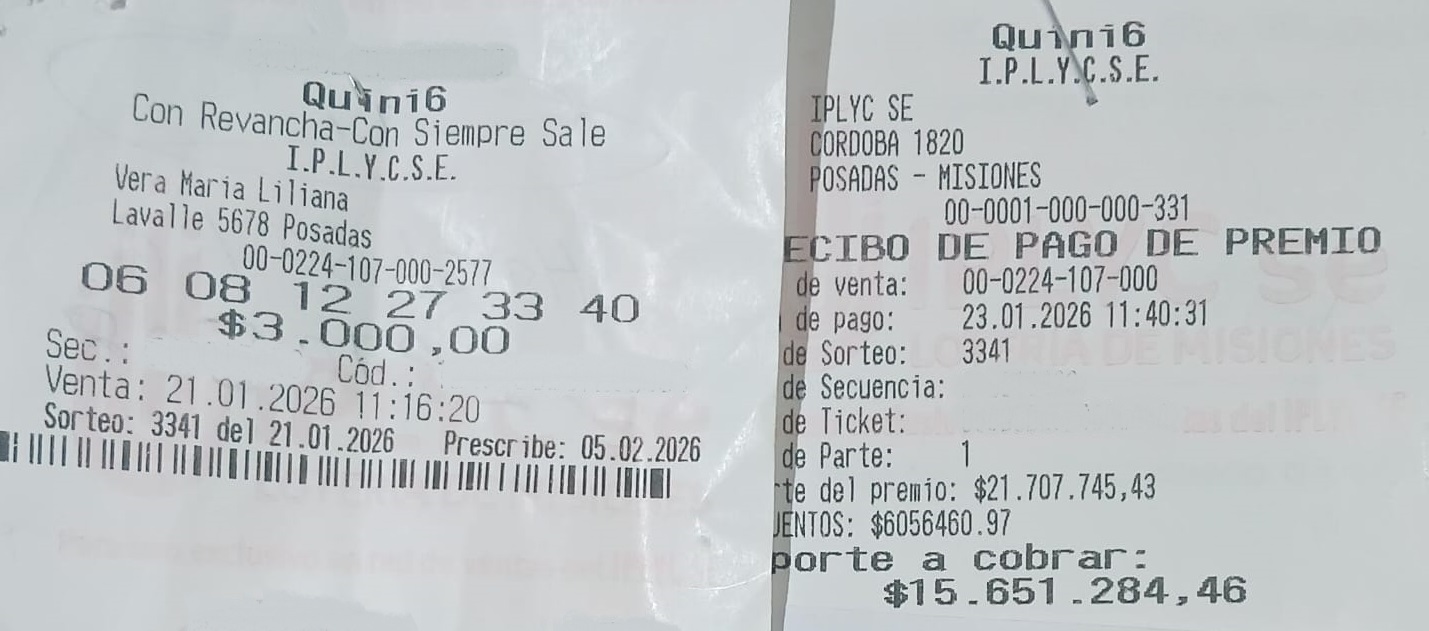 Quini6
Con Revancha-Con Siempre Sale
I.P.L.Y.C.S.E.
Vera Maria Liliana
Lavalle 5678 Posadas
00-0224-107-000-2577
06 08 12 27 33 40
$3.000,00
Sec.: Cód.:
Venta: 21.01.2026 11:16:20
Sorteo: 3341 del 21.01.2026 Prescribe: 05.02.2026
Quini6
I.P.L.Y.C.S.E.
IPLYC SE
CORDOBA 1820
POSADAS - MISIONES
00-0001-000-000-331
ECIBO DE PAGO DE PREMIO
de venta: 00-0224-107-000
de pago: 23.01.2026 11:40:31
de Sorteo: 3341
de Secuencia:
de Ticket:
de Parte: 1
te del premio: $21.707.745,43
UENTOS: $6056460.97
porte a cobrar:
$15.651.284,46